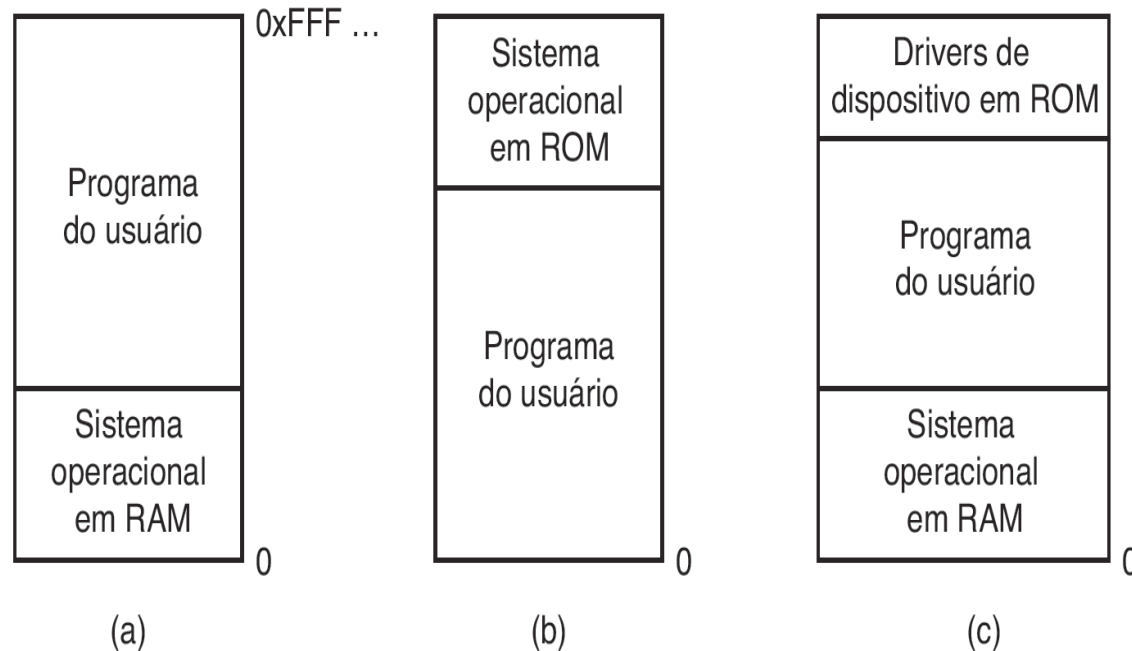 0xFFF ...
Programa
do usuário
Sistema
operacional
em RAM
0
(a)
Sistema
operacional
em ROM
Programa
do usuário
0
(b)
Drivers de
dispositivo em ROM
Programa
do usuário
Sistema
operacional
em RAM
0
(c)